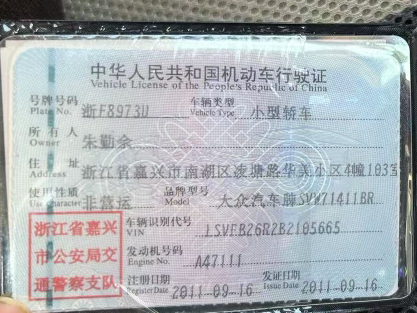 中华人民共和国机动车行驶证
Vehicle License of the People's Republic of China
号牌号码 浙F8973U 车辆类型 小型轿车
Plate No. Vehicle Type
所有人 朱勤余
Owner
住址 浙江省嘉兴市南湖区凌塘路华美小区4幢103室
Address
使用性质 非营运 品牌型号 大众汽车牌SVW71411BR
Use Character Model
浙江省嘉兴
市公安局交
通警察支队
车辆识别代号 LSVFB26R2B2105665
VIN
发动机号码 A47111
Engine No.
注册日期 2011-09-16 发证日期 2011-09-16
Register Date Issue Date